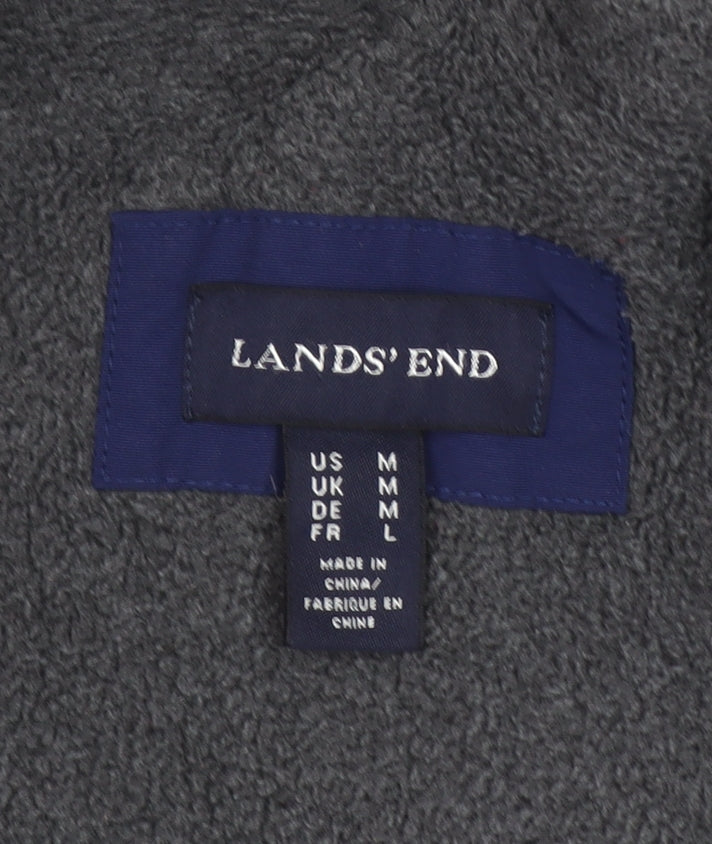 LANDS' END
US M
UK M
DE M
FR L
MADE IN
CHINA/
FABRIQUE EN
CHINE